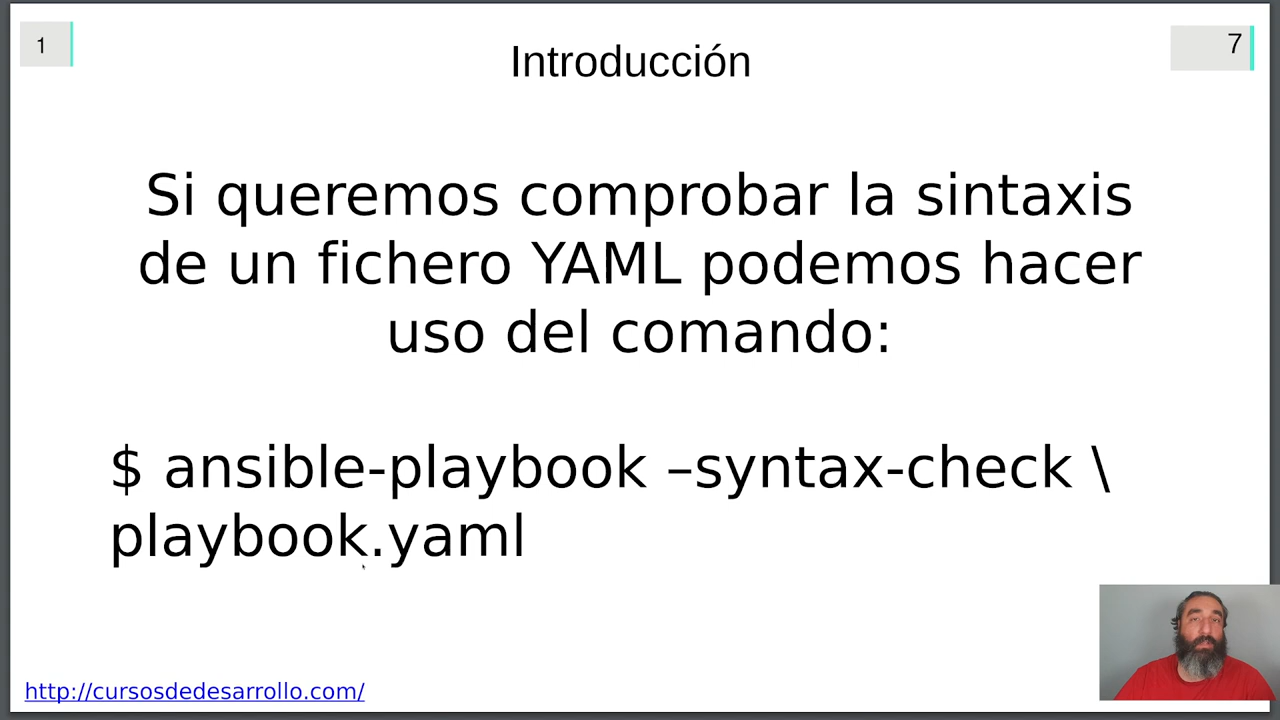 1
7
Introducción
Si queremos comprobar la sintaxis
de un fichero YAML podemos hacer
uso del comando:
$ ansible-playbook –syntax-check \
playbook.yaml
http://cursosdedesarrollo.com/